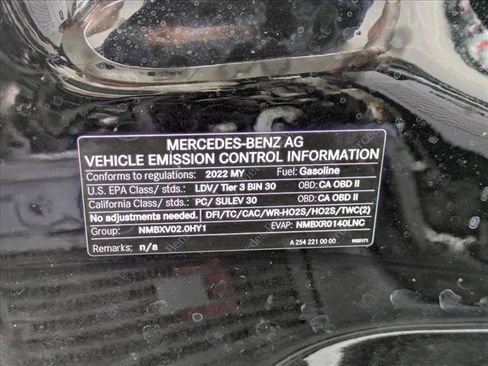 MERCEDES-BENZ AG
VEHICLE EMISSION CONTROL INFORMATION
Conforms to regulations: 2022 MY Fuel: Gasoline
U.S. EPA Class/ stds.: LDV/ Tier 3 BIN 30 OBD: CA OBD II
California Class/ stds.: PC/ SULEV 30 OBD: CA OBD II
No adjustments needed. DFI/TC/CAC/WR-HO2S/HO2S/TWC(2)
Group: NMBXV02.0HY1 EVAP: NMBXR0140LNC
Remarks: n/a A 254 221 00 00